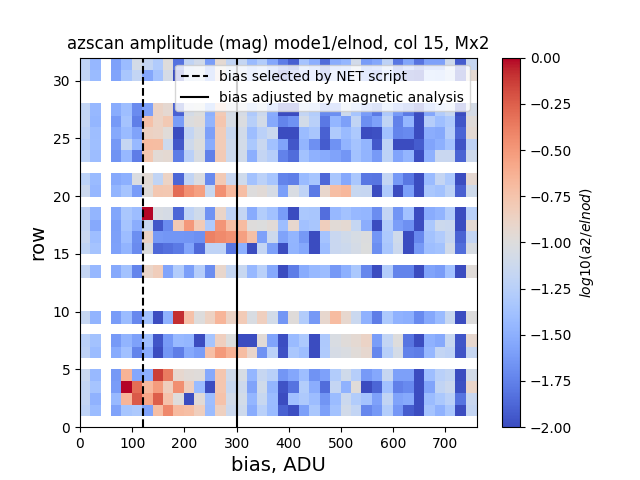 azscan amplitude (mag) mode1/elnod, col 15, Mx2
bias selected by NET script
bias adjusted by magnetic analysis
30
25
20
15
10
5
0
row
0 100 200 300 400 500 600 700
bias, ADU
0.00
−0.25
−0.50
−0.75
−1.00
−1.25
−1.50
−1.75
−2.00
log10(a2/elnod)